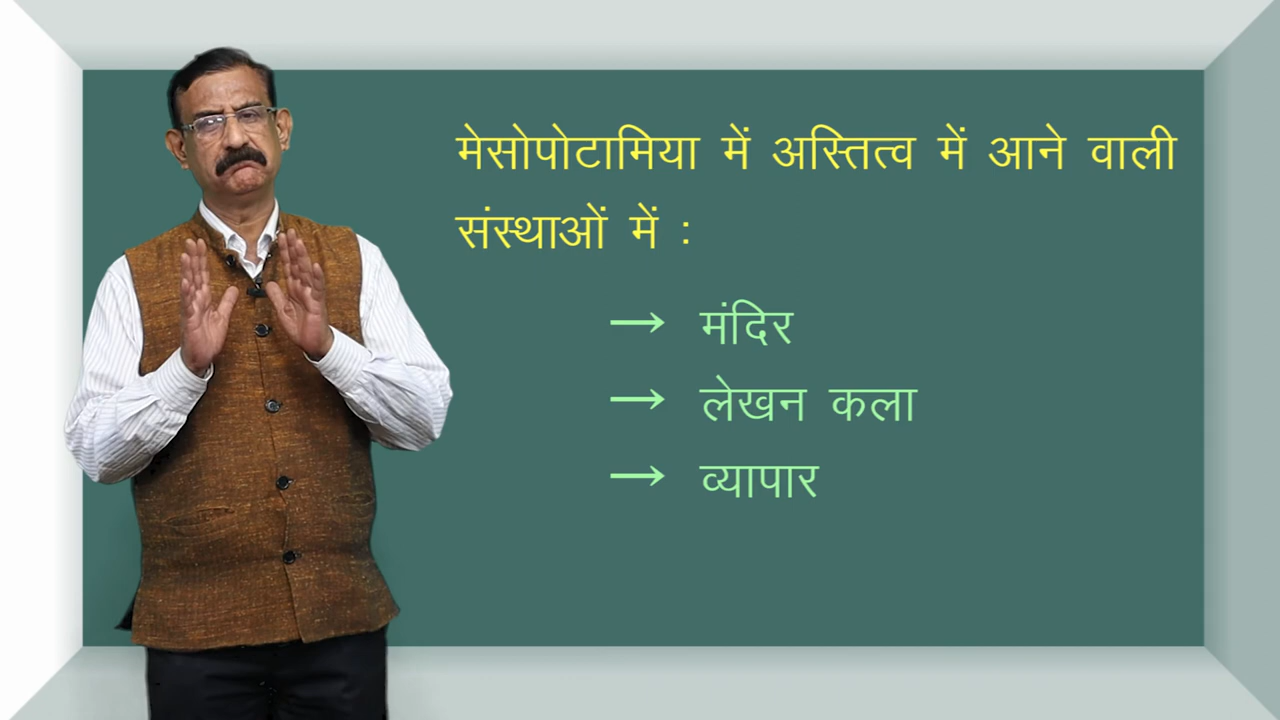 मेसोपोटामिया में अस्तित्व में आने वाली
संस्थाओं में :
→ मंदिर
→ लेखन कला
→ व्यापार